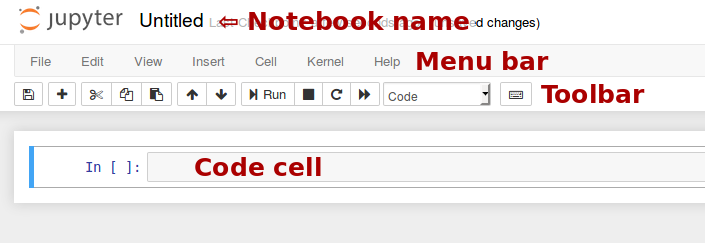 jupyter Untitled ⇐ Notebook name ed changes)
File Edit View Insert Cell Kernel Help Menu bar
Run Code Toolbar
In [ ]: Code cell